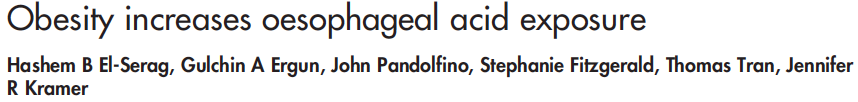 Obesity increases oesophageal acid exposure
Hashem B El-Serag, Gulchin A Ergun, John Pandolfino, Stephanie Fitzgerald, Thomas Tran, Jennifer
R Kramer